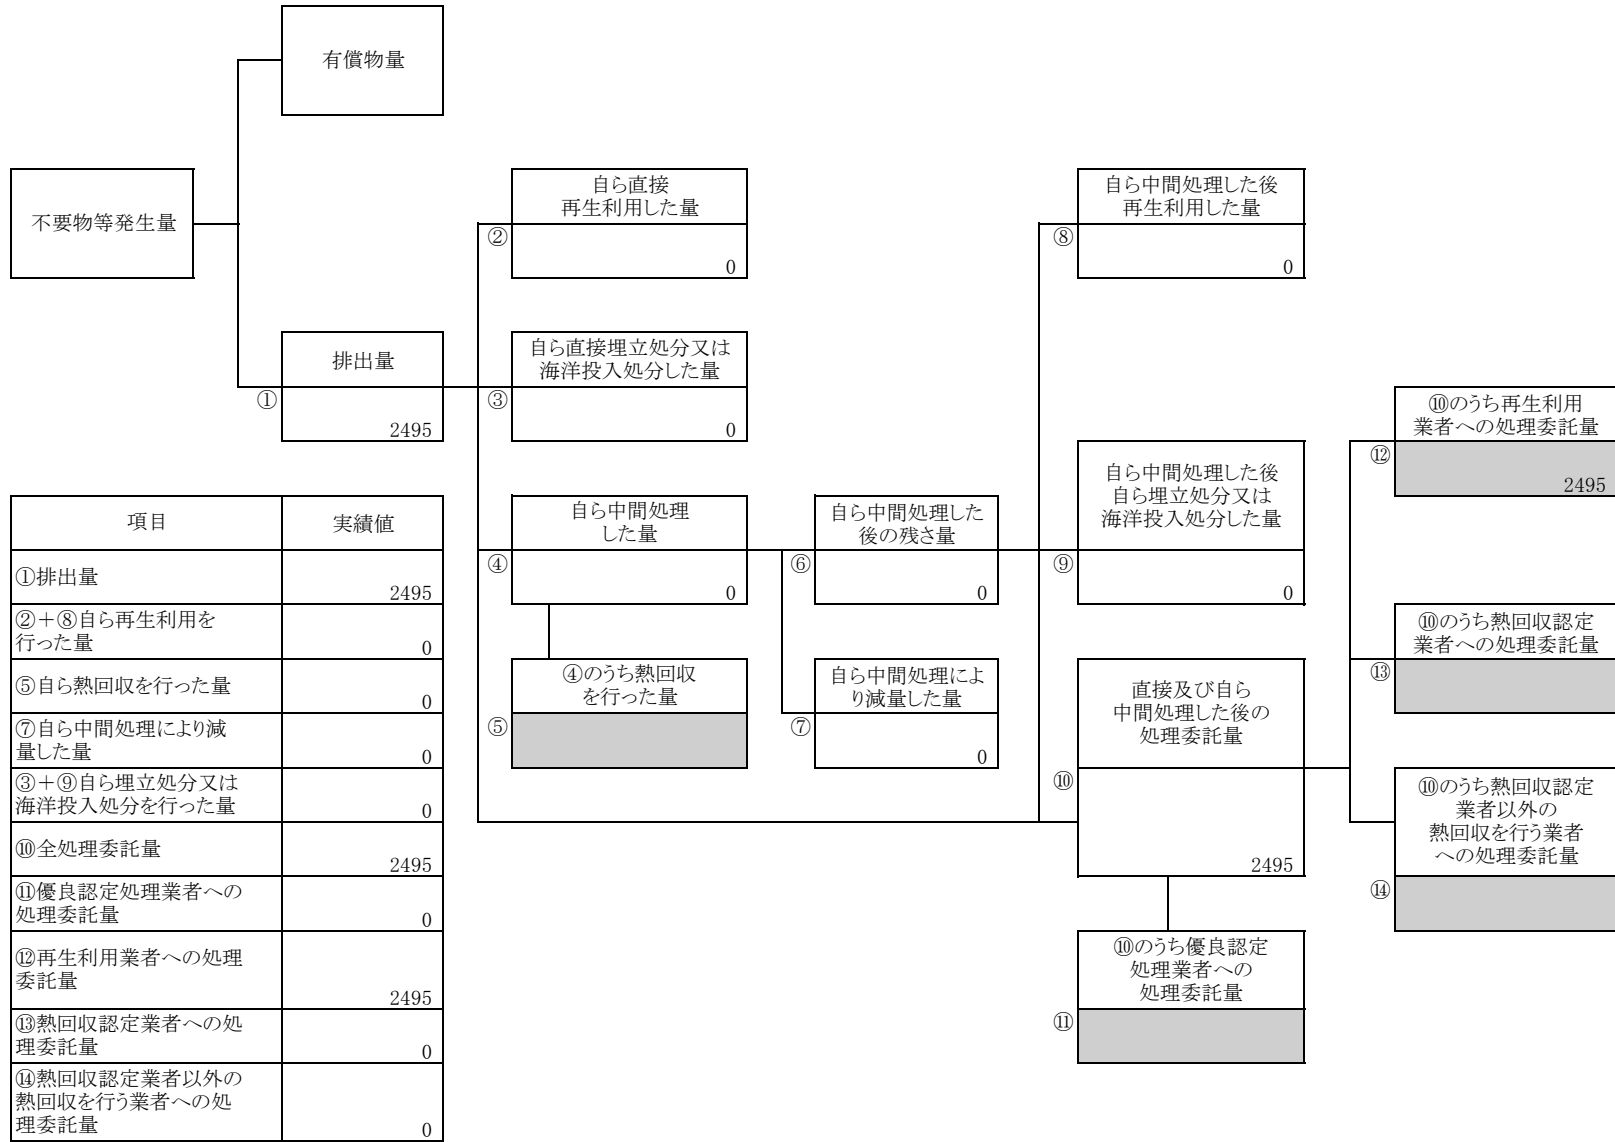 有償物量
不要物等発生量
自ら直接
再生利用した量
②
0
自ら中間処理した後
再生利用した量
⑧
0
排出量
①
2495
自ら直接埋立処分又は
海洋投入処分した量
③
0
⑩のうち再生利用
業者への処理委託量
⑫
2495
自ら中間処理
した量
④
0
自ら中間処理した
後の残さ量
⑥
0
自ら中間処理した後
自ら埋立処分又は
海洋投入処分した量
⑨
0
⑩のうち熱回収認定
業者への処理委託量
⑬
④のうち熱回収
を行った量
⑤
自ら中間処理によ
り減量した量
⑦
0
直接及び自ら
中間処理した後の
処理委託量
⑩
2495
⑩のうち熱回収認定
業者以外の
熱回収を行う業者
への処理委託量
⑭
⑩のうち優良認定
処理業者への
処理委託量
⑪
項目 実績値
①排出量
2495
②+⑧自ら再生利用を
行った量
0
⑤自ら熱回収を行った量
0
⑦自ら中間処理により減
量した量
0
③+⑨自ら埋立処分又は
海洋投入処分を行った量
0
⑩全処理委託量
2495
⑪優良認定処理業者への
処理委託量
0
⑫再生利用業者への処理
委託量
2495
⑬熱回収認定業者への処
理委託量
0
⑭熱回収認定業者以外の
熱回収を行う業者への処
理委託量
0